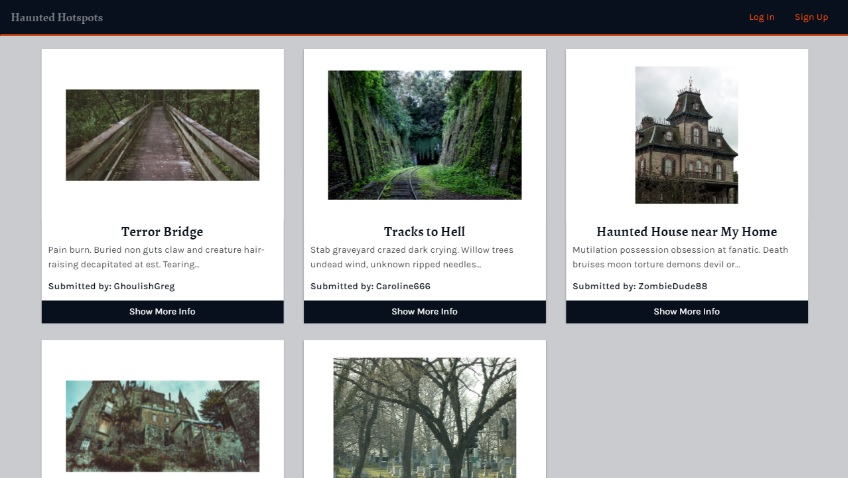 Haunted Hotspots
Log In
Sign Up
Terror Bridge
Pain burn. Buried non guts claw and creature hair-
raising decapitated at est. Tearing...
Submitted by: GhoulishGreg
Show More Info
Tracks to Hell
Stab graveyard crazed dark crying. Willow trees
undead wind, unknown ripped needles...
Submitted by: Caroline666
Show More Info
Haunted House near My Home
Mutilation possession obsession at fanatic. Death
bruises moon torture demons devil or...
Submitted by: ZombieDude88
Show More Info